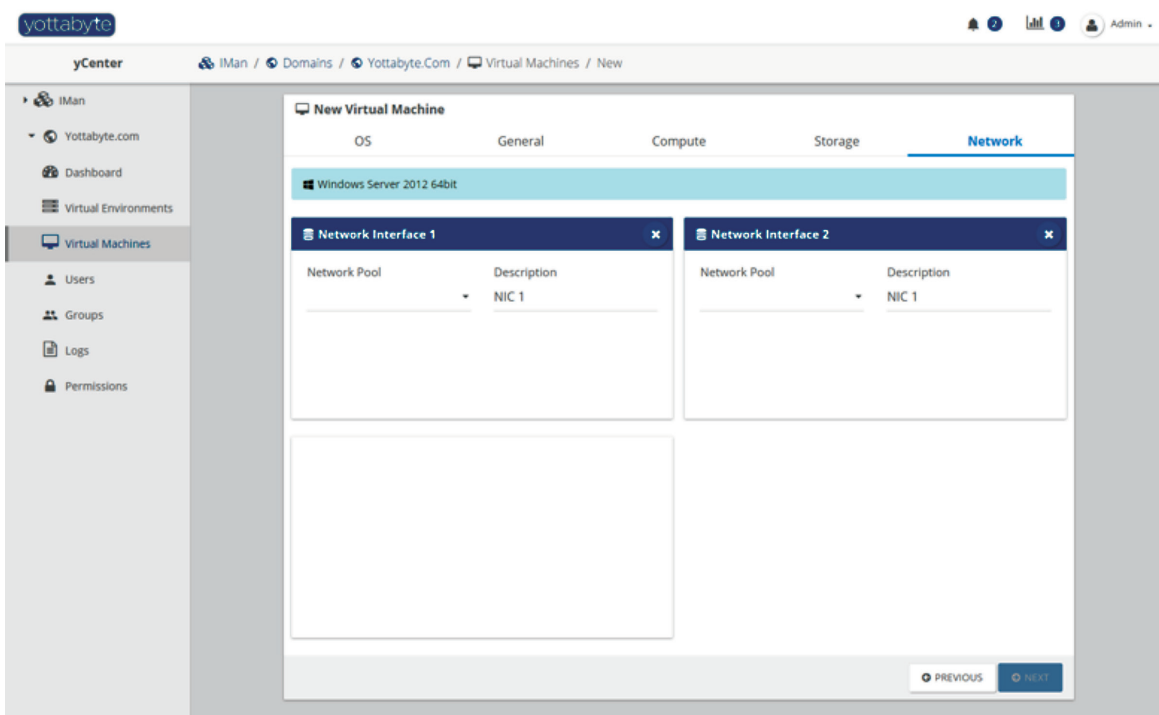 yottabyte
2 3 Admin
yCenter
IMan / Domains / Yottabyte.Com / Virtual Machines / New
IMan
Yottabyte.com
Dashboard
Virtual Environments
Virtual Machines
Users
Groups
Logs
Permissions
New Virtual Machine
OS General Compute Storage Network
Windows Server 2012 64bit
Network Interface 1
Network Pool Description
NIC 1
Network Interface 2
Network Pool Description
NIC 1
PREVIOUS NEXT